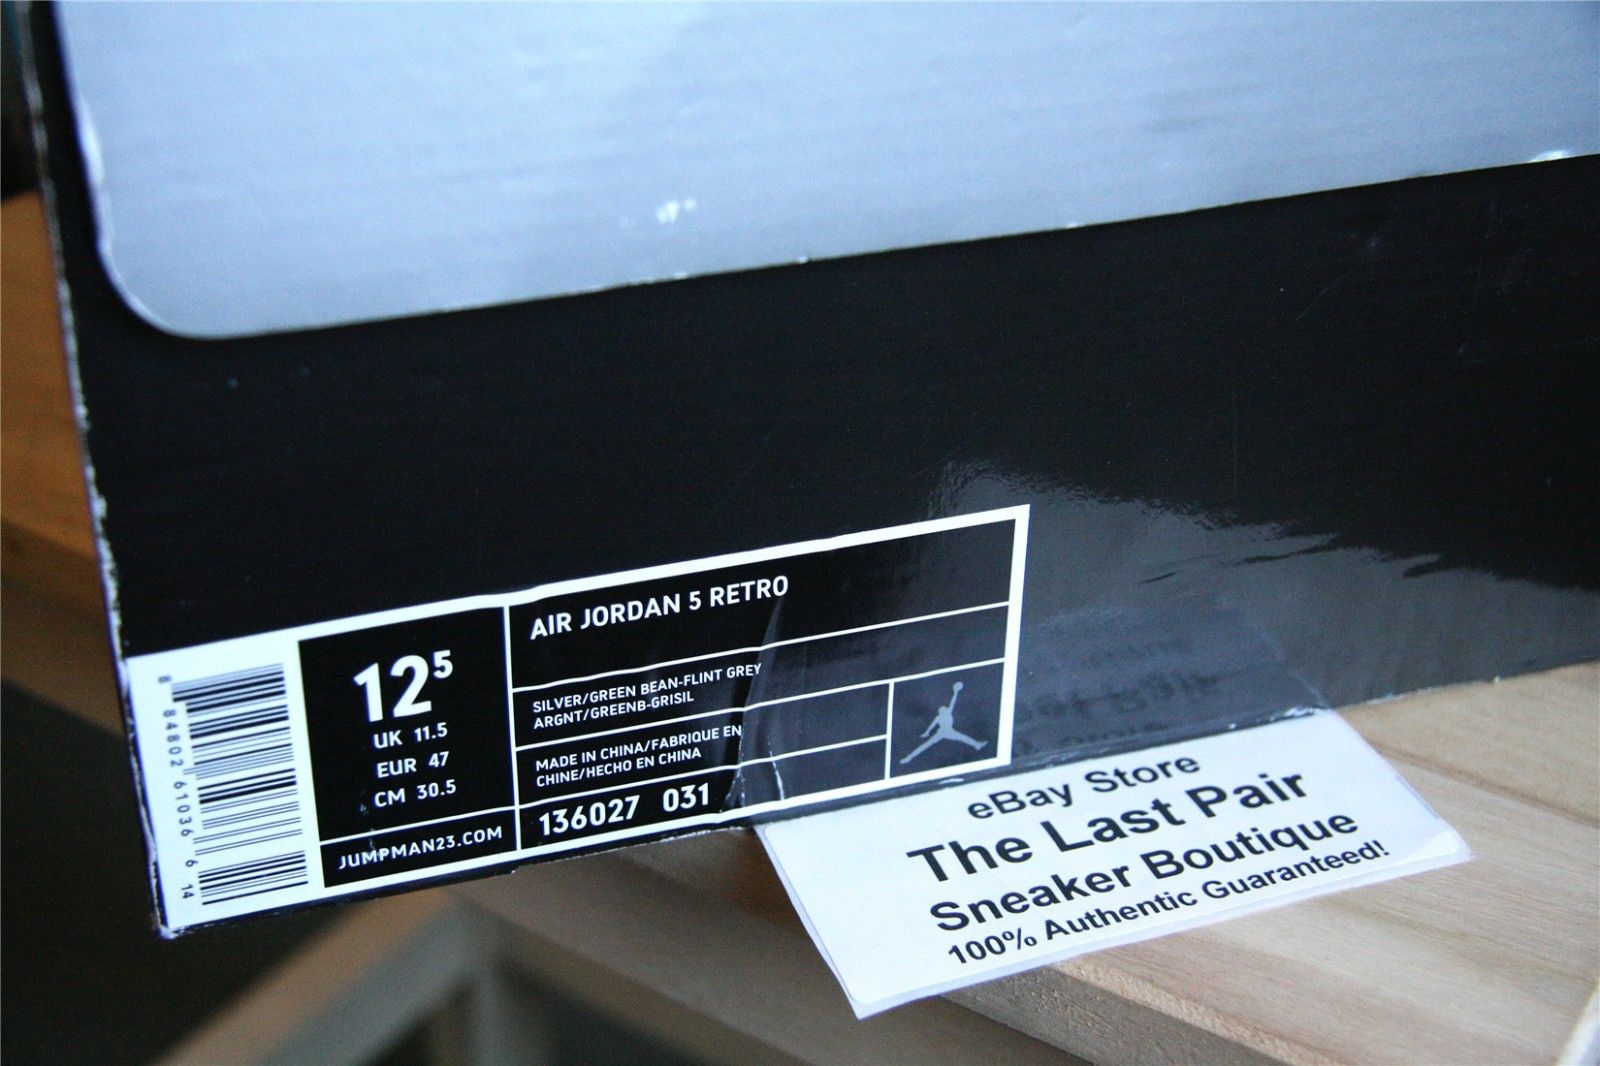 AIR JORDAN 5 RETRO
12⁵
UK 11.5
EUR 47
CM 30.5
JUMPMAN23.COM
SILVER/GREEN BEAN-FLINT GREY
ARGNT/GREENB-GRISIL
MADE IN CHINA/FABRIQUE EN
CHINE/HECHO EN CHINA
136027 031
8 84802 61036 6 14
eBay Store
The Last Pair
Sneaker Boutique
100% Authentic Guaranteed!